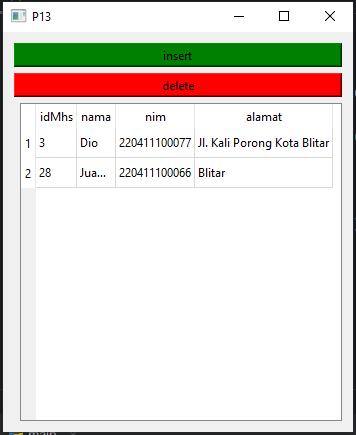 P13
insert
delete
idMhs nama nim alamat
1 3 Dio 220411100077 Jl. Kali Porong Kota Blitar
2 28 Jua... 220411100066 Blitar